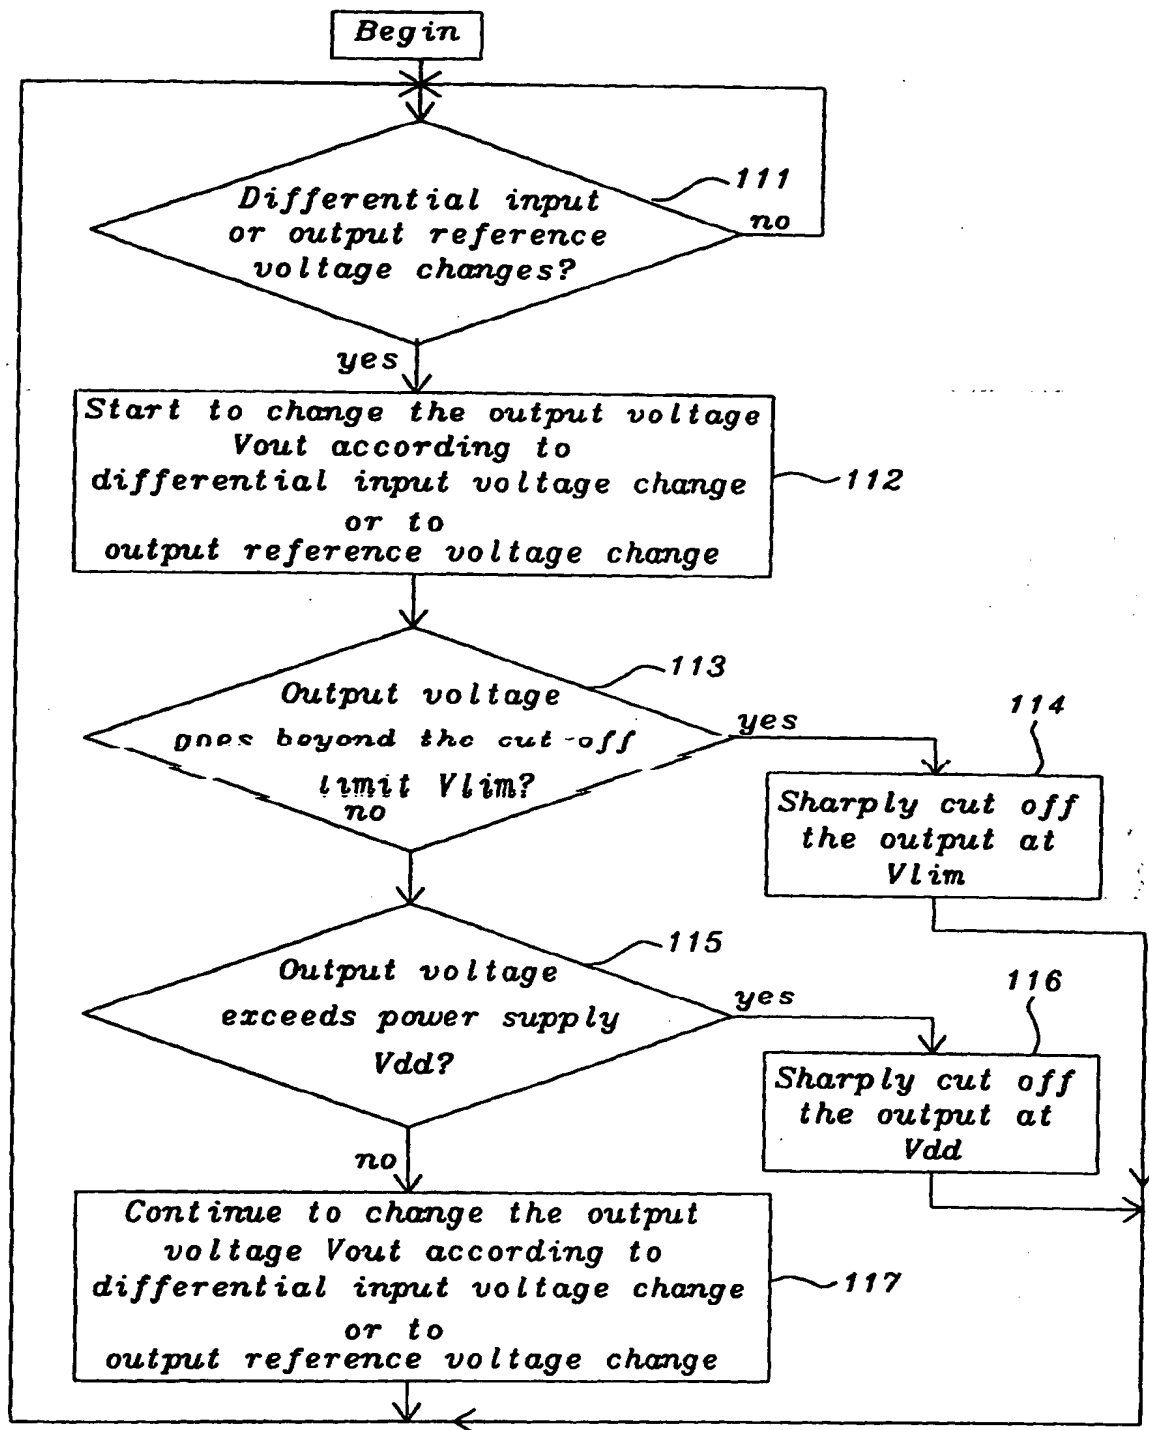 Begin
Differential input
or output reference
voltage changes?
111
no
yes
Start to change the output voltage
Vout according to
differential input voltage change
or to
output reference voltage change
112
Output voltage
goes beyond the cut-off
limit Vlim?
no
113
yes
114
Sharply cut off
the output at
Vlim
Output voltage
exceeds power supply
Vdd?
115
yes
116
Sharply cut off
the output at
Vdd
no
Continue to change the output
voltage Vout according to
differential input voltage change
or to
output reference voltage change
117